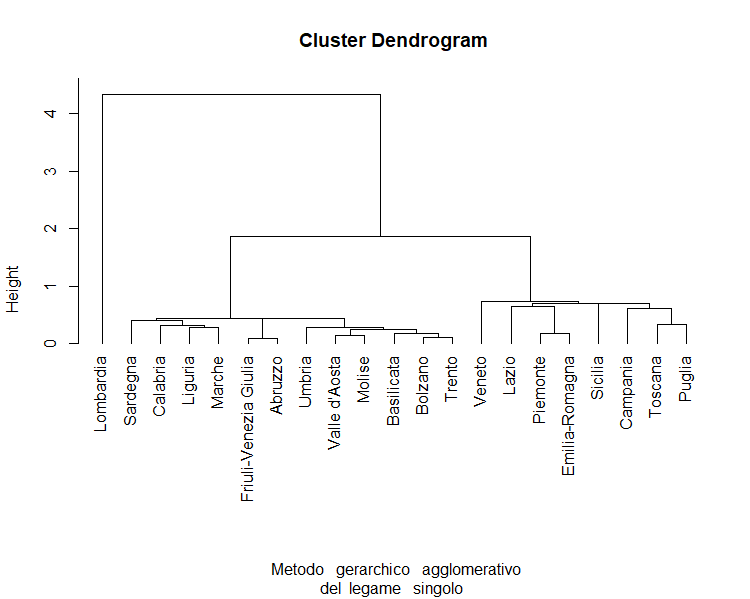 Cluster Dendrogram
Height
4
3
2
1
0
Lombardia
Sardegna
Calabria
Liguria
Marche
Friuli-Venezia Giulia
Abruzzo
Umbria
Valle d'Aosta
Molise
Basilicata
Bolzano
Trento
Veneto
Lazio
Piemonte
Emilia-Romagna
Sicilia
Campania
Toscana
Puglia
Metodo gerarchico agglomerativo
del legame singolo